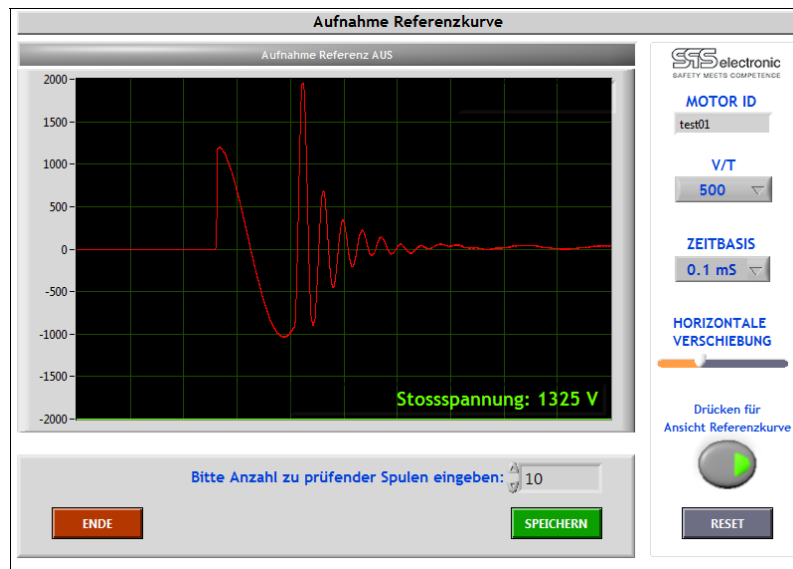 Aufnahme Referenzkurve
Aufnahme Referenz AUS
2000
1500
1000
500
0
-500
-1000
-1500
-2000
Stossspannung: 1325 V
SPS electronic
SAFETY MEETS COMPETENCE
MOTOR ID
test01
V/T
500
ZEITBASIS
0.1 mS
HORIZONTALE
VERSCHIEBUNG
Drücken für
Ansicht Referenzkurve
RESET
Bitte Anzahl zu prüfender Spulen eingeben:
10
ENDE
SPEICHERN